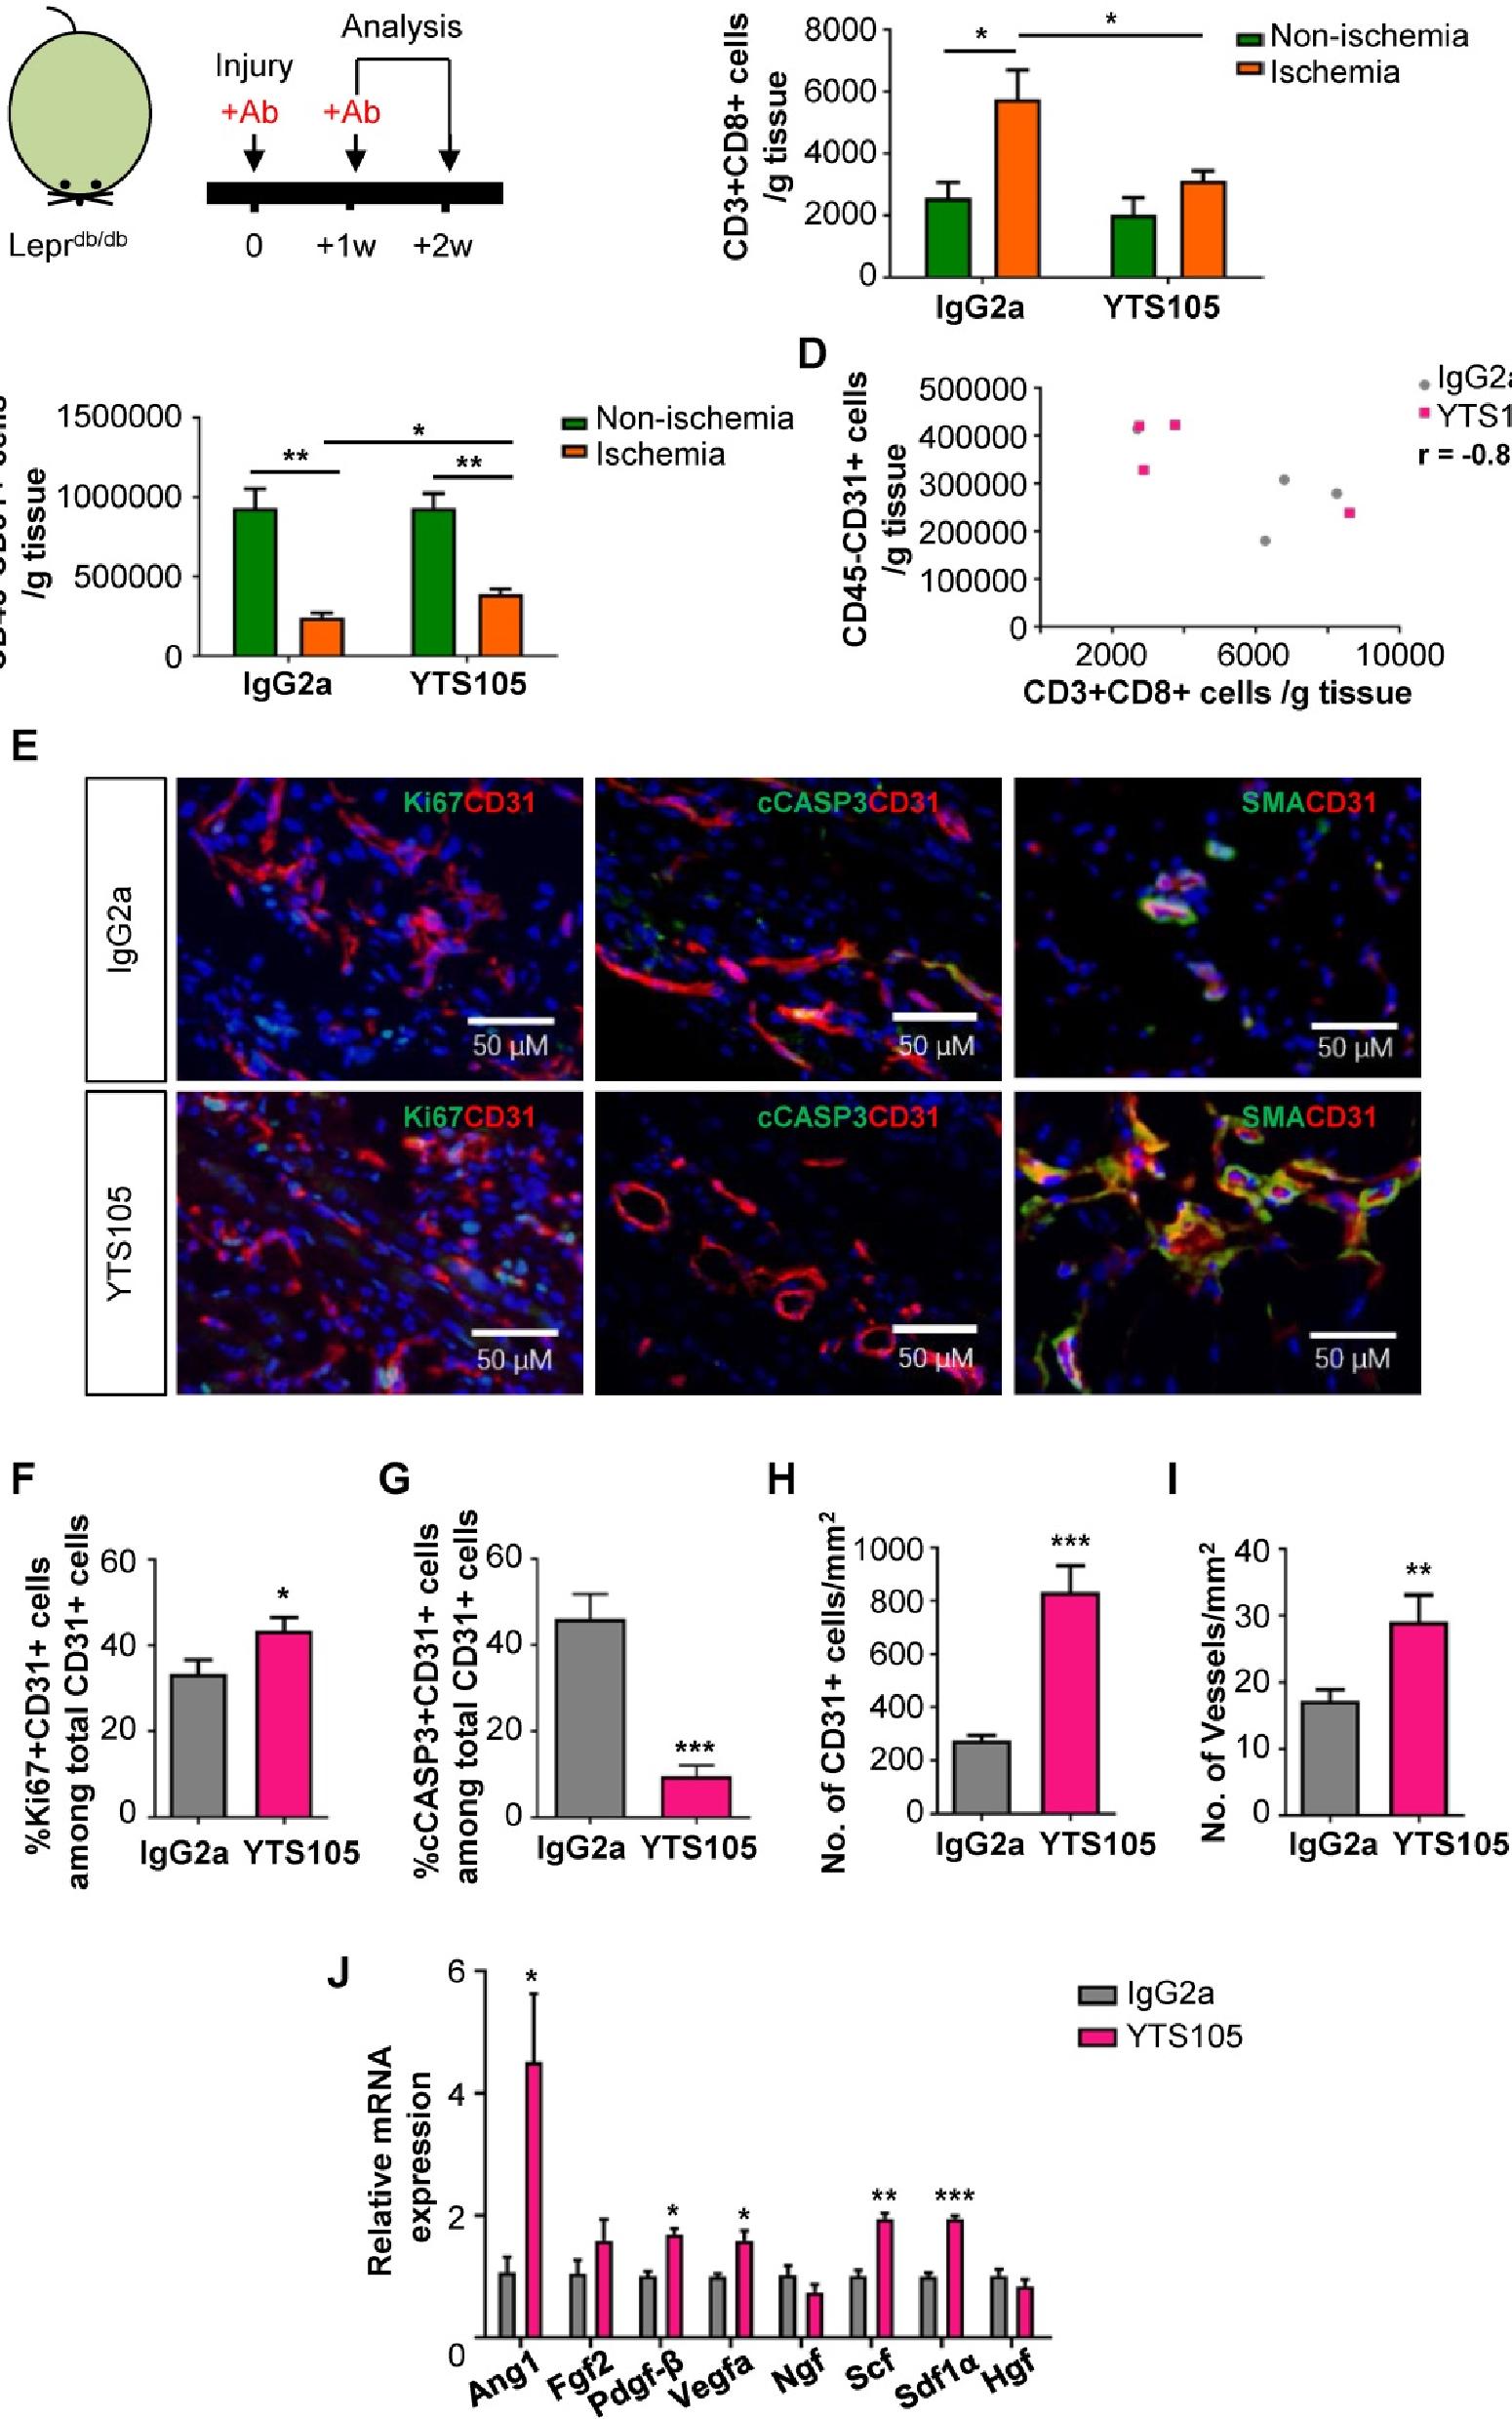 Analysis
Injury
+Ab +Ab
0 +1w +2w
Lepr^db/db
CD3+CD8+ cells
/g tissue
8000
6000
4000
2000
0
* *
Non-ischemia
Ischemia
IgG2a YTS105
/g tissue
1500000
1000000
500000
0
** * **
Non-ischemia
Ischemia
IgG2a YTS105
D
CD45-CD31+ cells
/g tissue
500000
400000
300000
200000
100000
0
2000 6000 10000
CD3+CD8+ cells /g tissue
IgG2a
YTS1
r = -0.8
E
IgG2a
Ki67CD31
50 µM
cCASP3CD31
50 µM
SMACD31
50 µM
YTS105
Ki67CD31
50 µM
cCASP3CD31
50 µM
SMACD31
50 µM
F
%Ki67+CD31+ cells
among total CD31+ cells
60
40
20
0
*
IgG2a YTS105
G
%cCASP3+CD31+ cells
among total CD31+ cells
60
40
20
0
***
IgG2a YTS105
H
No. of CD31+ cells/mm²
1000
800
600
400
200
0
***
IgG2a YTS105
I
No. of Vessels/mm²
40
30
20
10
0
**
IgG2a YTS105
J
Relative mRNA
expression
6
4
2
0
* * * ** ***
IgG2a
YTS105
Ang1 Fgf2 Pdgf-β Vegfa Ngf Scf Sdf1α Hgf